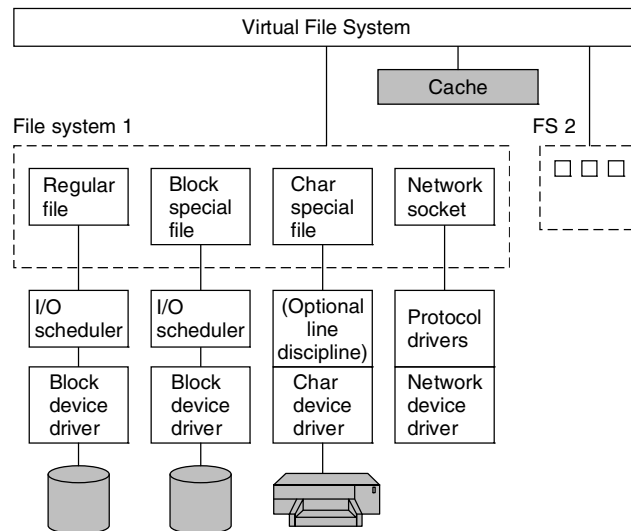 Virtual File System
Cache
File system 1
FS 2
Regular
file
Block
special
file
Char
special
file
Network
socket
I/O
scheduler
I/O
scheduler
(Optional
line
discipline)
Protocol
drivers
Block
device
driver
Block
device
driver
Char
device
driver
Network
device
driver